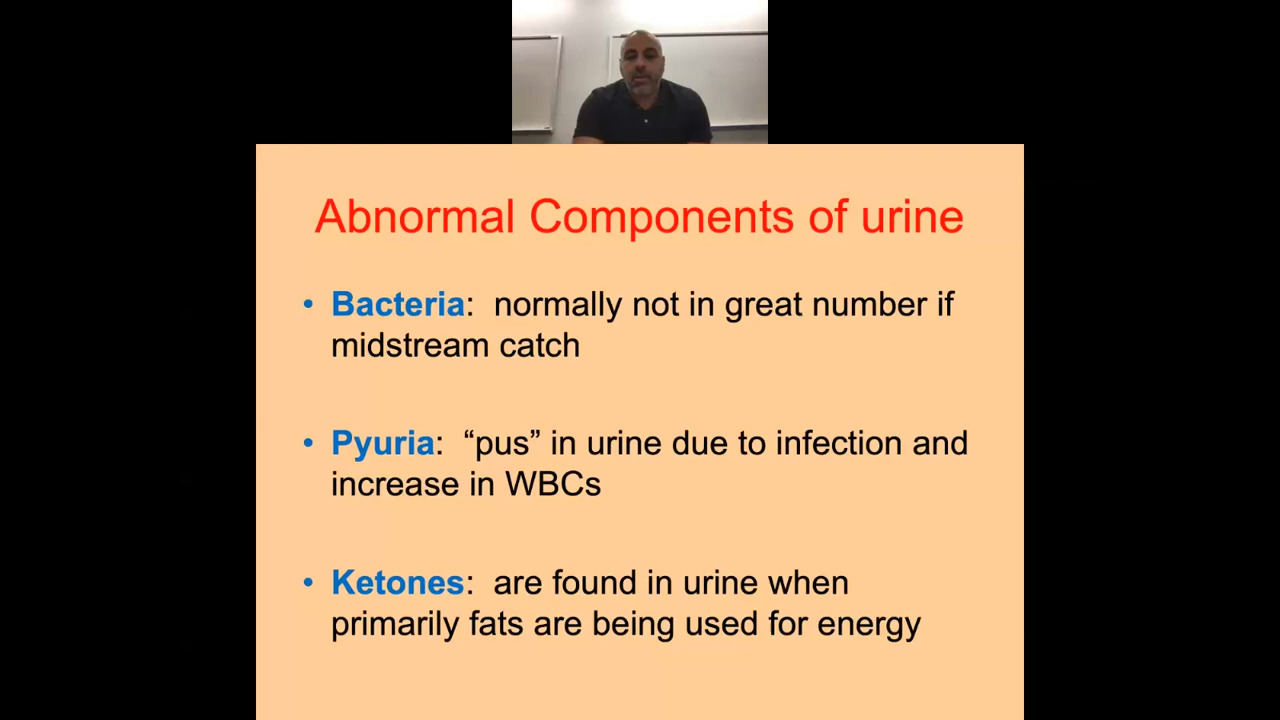 Abnormal Components of urine
• Bacteria: normally not in great number if
midstream catch
• Pyuria: “pus” in urine due to infection and
increase in WBCs
• Ketones: are found in urine when
primarily fats are being used for energy